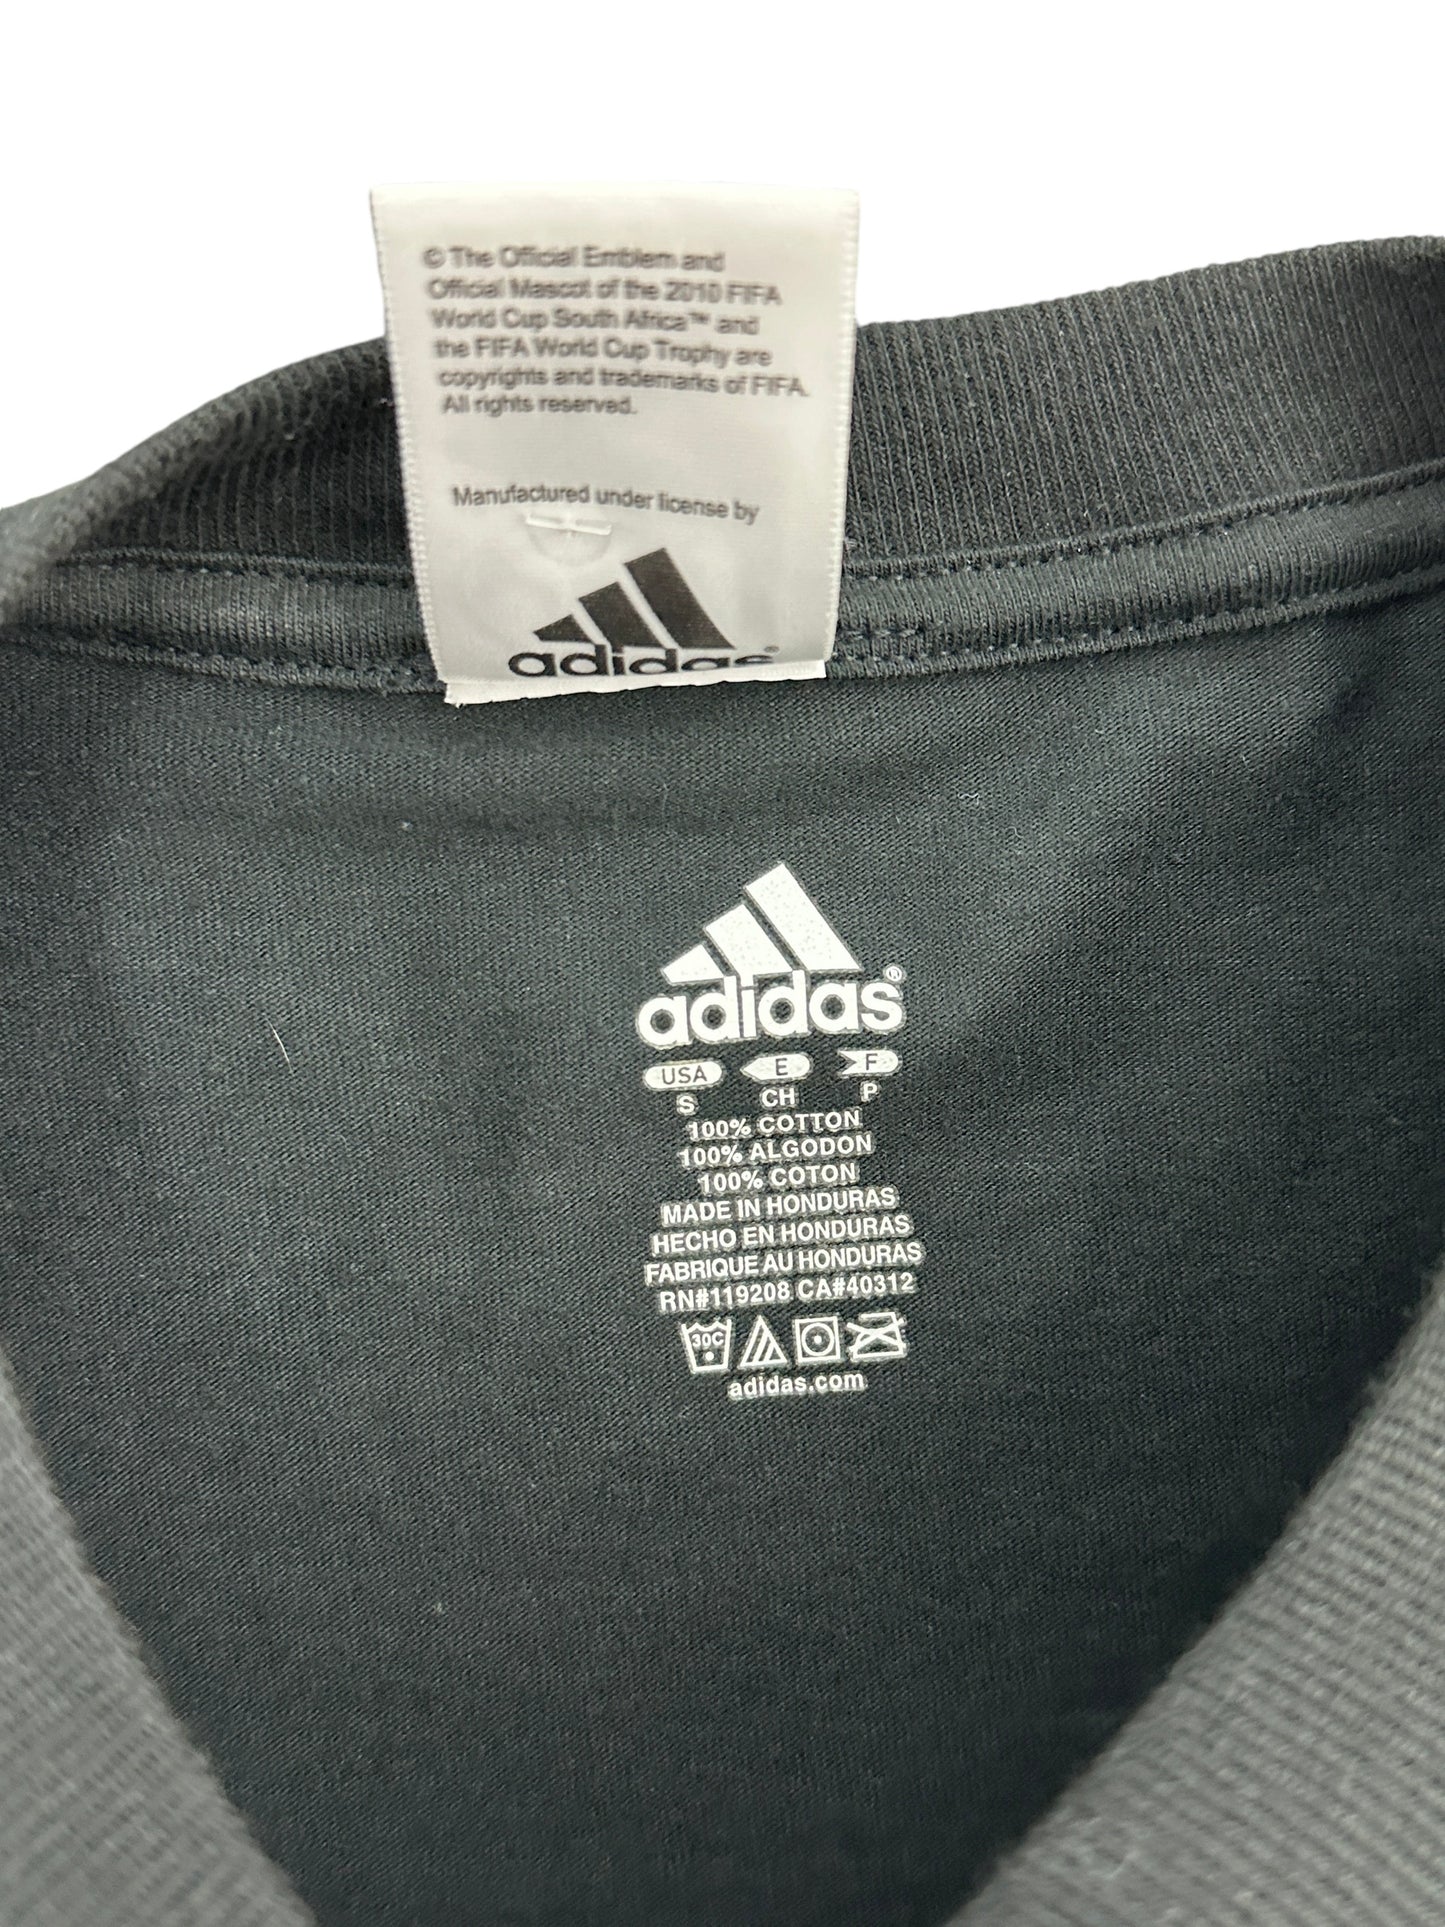 © The Official Emblem and
Official Mascot of the 2010 FIFA
World Cup South Africa™ and
the FIFA World Cup Trophy are
copyrights and trademarks of FIFA.
All rights reserved.
Manufactured under license by
adidas®
adidas®
USA E F
S CH P
100% COTTON
100% ALGODON
100% COTON
MADE IN HONDURAS
HECHO EN HONDURAS
FABRIQUE AU HONDURAS
RN#119208 CA#40312
30C
adidas.com